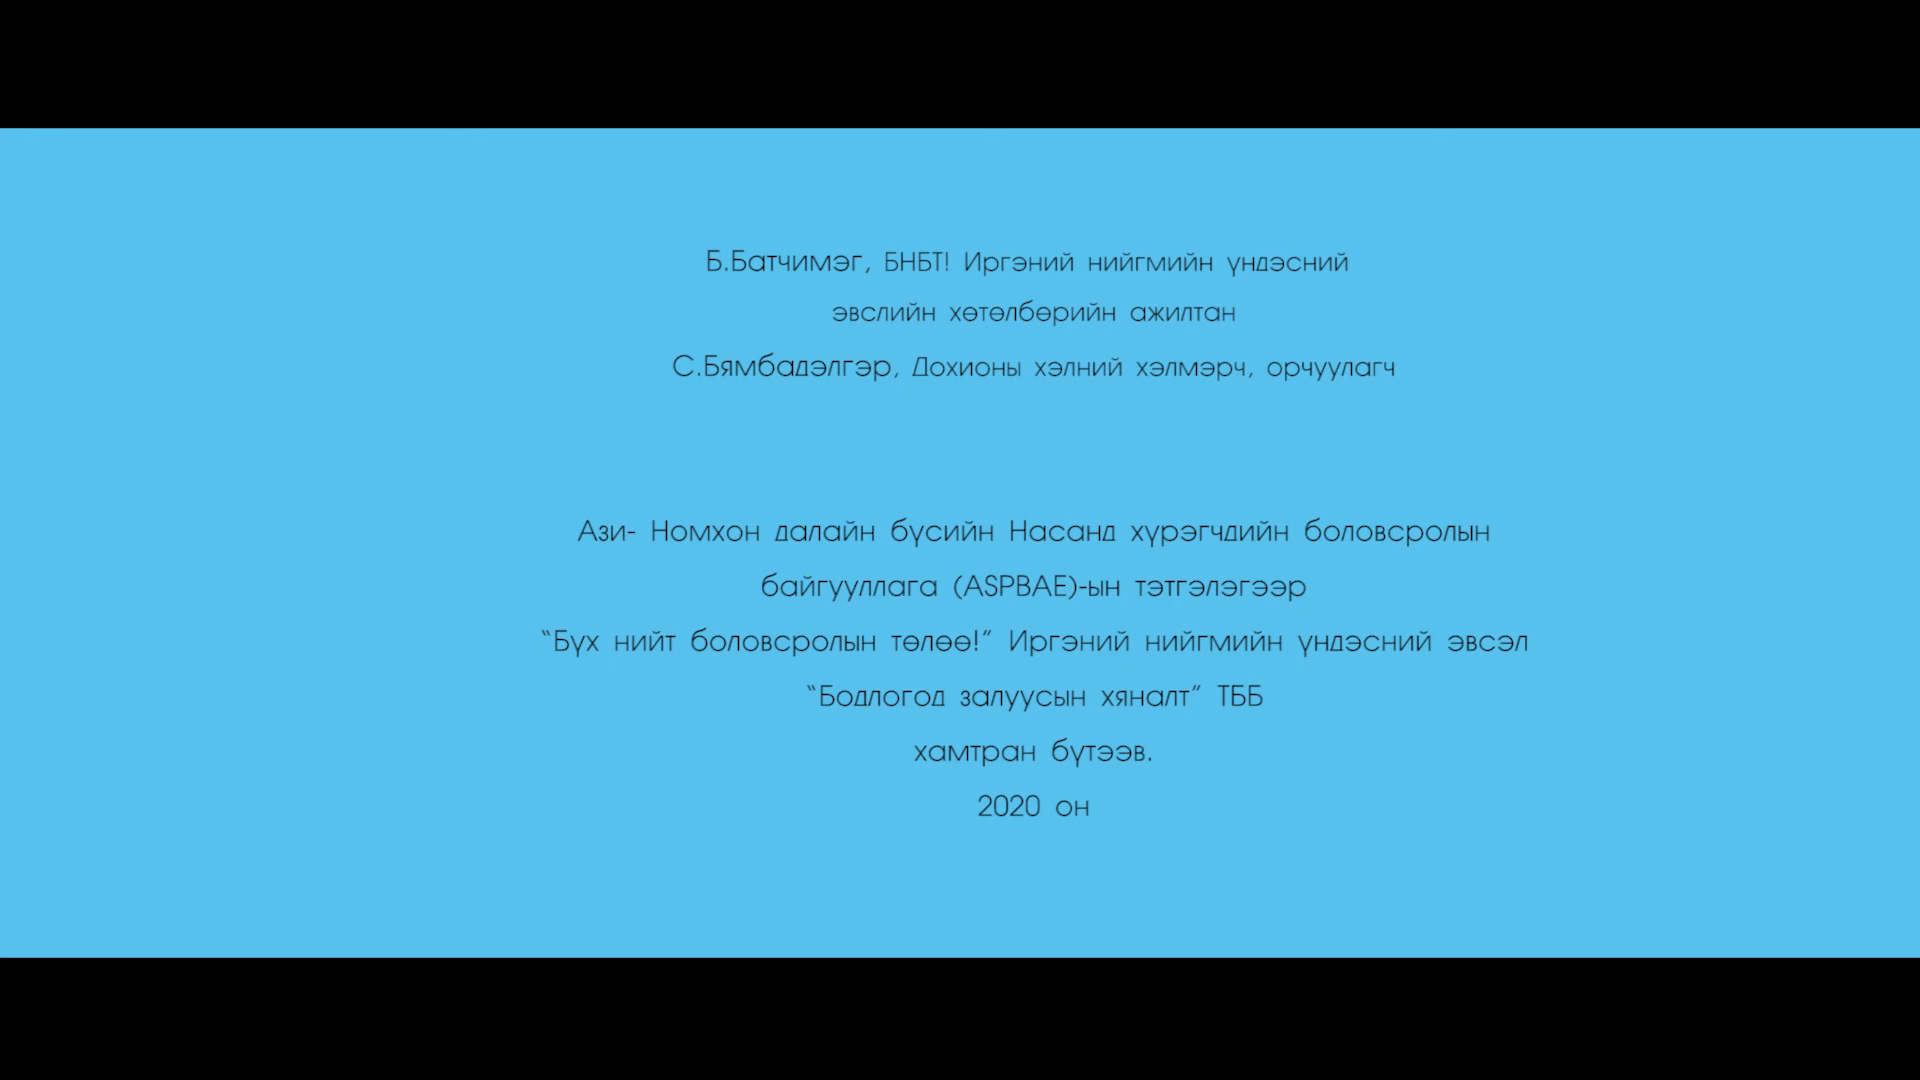 Б.Батчимэг, БНБТ! Иргэний нийгмийн үндэсний
эвслийн хөтөлбөрийн ажилтан
С.Бямбадэлгэр, Дохионы хэлний хэлмэрч, орчуулагч
Ази- Номхон далайн бүсийн Насанд хүрэгчдийн боловсролын
байгууллага (ASPBAE)-ын тэтгэлэгээр
“Бүх нийт боловсролын төлөө!” Иргэний нийгмийн үндэсний эвсэл
“Бодлогод залуусын хяналт” ТББ
хамтран бүтээв.
2020 он